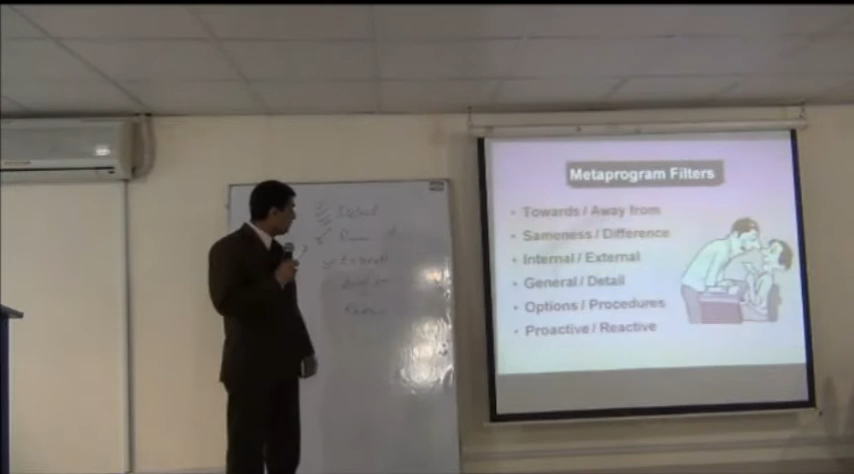 Metaprogram Filters
• Towards / Away from
• Sameness / Difference
• Internal / External
• General / Detail
• Options / Procedures
• Proactive / Reactive